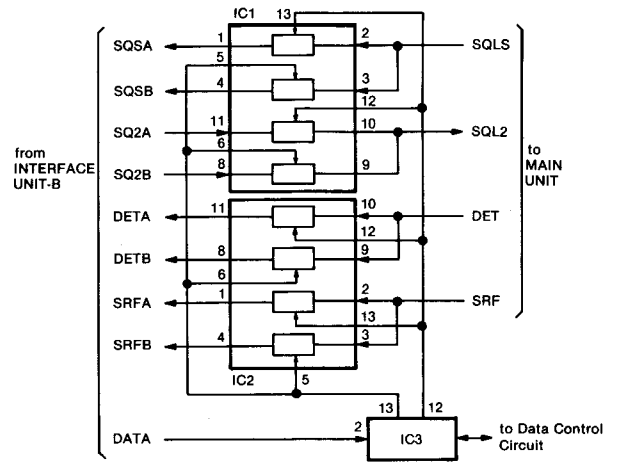 IC1 13
SQSA 1 2 SQLS
5
SQSB 4 3
12
SQ2A 11 10 SQL2
6
SQ2B 8 9
from
INTERFACE
UNIT-B
to
MAIN
UNIT
DETA 11 10 DET
12
DETB 8 9
6
SRFA 1 2 SRF
13
SRFB 4 3
IC2 5
13 12
DATA 2 IC3
to Data Control
Circuit